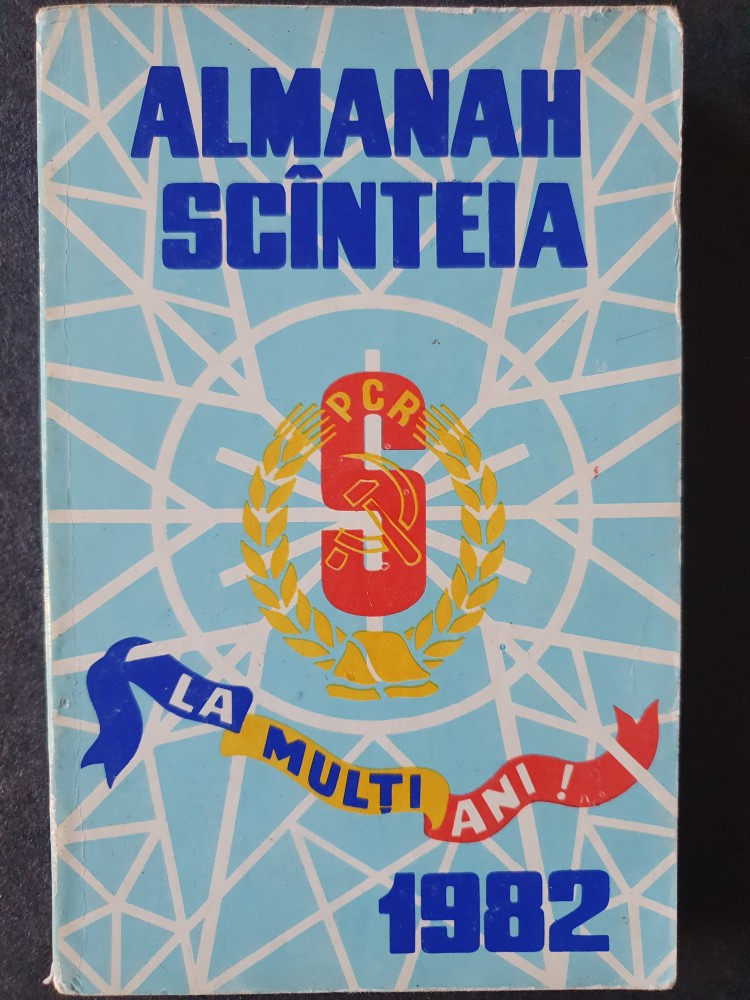 ALMANAH
SCÎNTEIA
PCR
S
LA
MULȚI
ANI!
1982